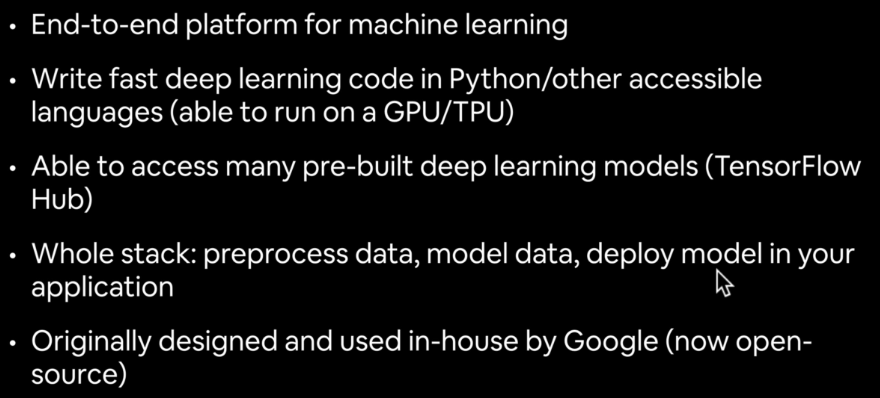 • End-to-end platform for machine learning
• Write fast deep learning code in Python/other accessible
languages (able to run on a GPU/TPU)
• Able to access many pre-built deep learning models (TensorFlow
Hub)
• Whole stack: preprocess data, model data, deploy model in your
application
• Originally designed and used in-house by Google (now open-
source)